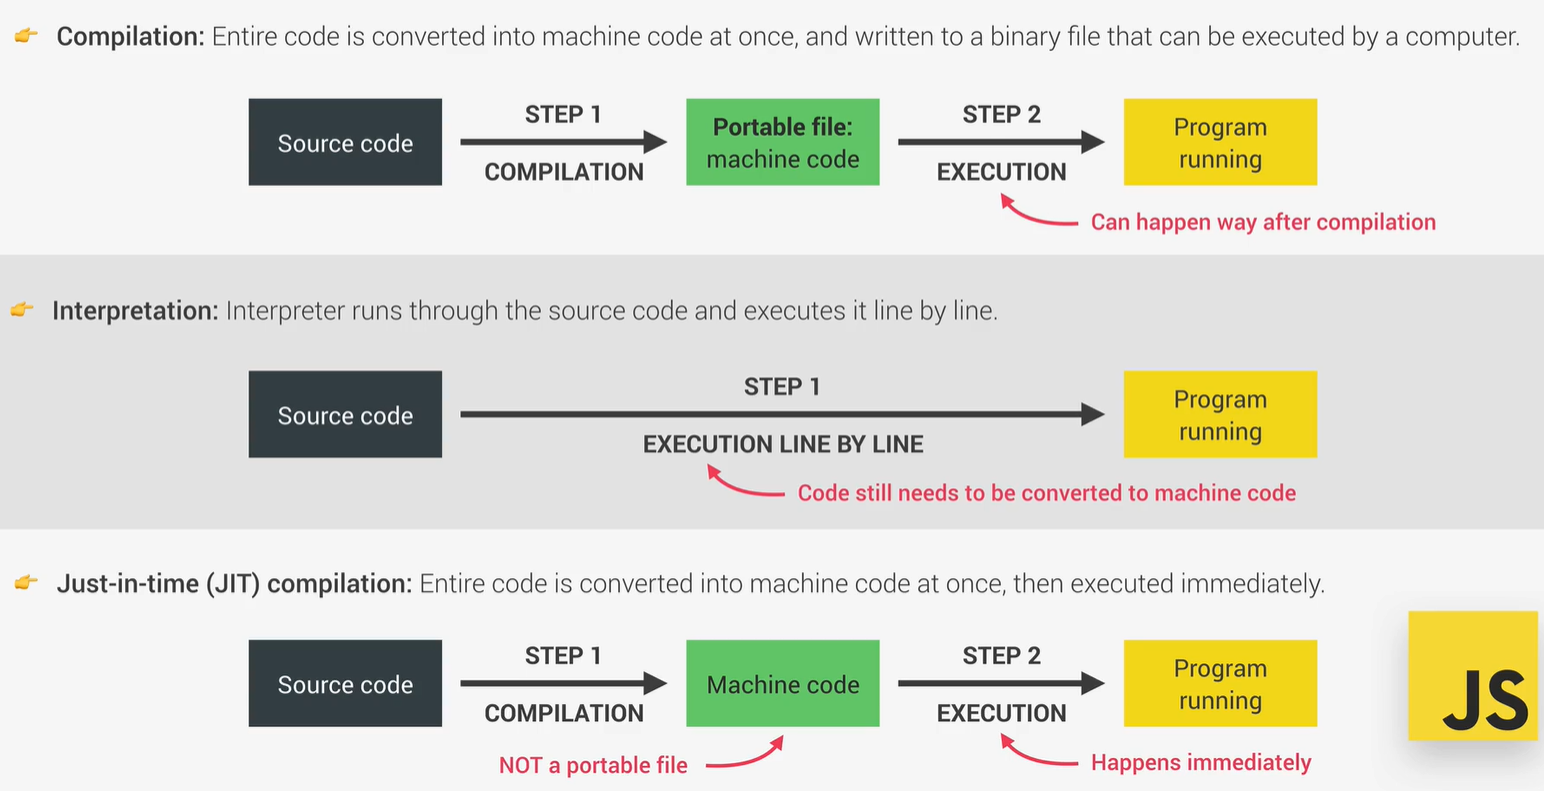 👉 Compilation: Entire code is converted into machine code at once, and written to a binary file that can be executed by a computer.
Source code
STEP 1
COMPILATION
Portable file:
machine code
STEP 2
EXECUTION
Program
running
Can happen way after compilation
👉 Interpretation: Interpreter runs through the source code and executes it line by line.
Source code
STEP 1
EXECUTION LINE BY LINE
Program
running
Code still needs to be converted to machine code
👉 Just-in-time (JIT) compilation: Entire code is converted into machine code at once, then executed immediately.
Source code
STEP 1
COMPILATION
Machine code
STEP 2
EXECUTION
Program
running
NOT a portable file
Happens immediately
JS